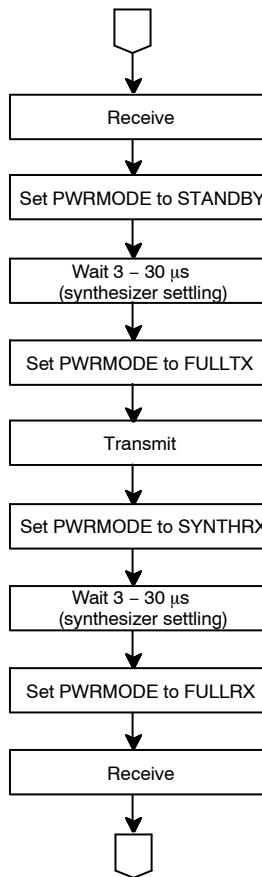 Receive
Set PWRMODE to STANDBY
Wait 3 – 30 μs
(synthesizer settling)
Set PWRMODE to FULLTX
Transmit
Set PWRMODE to SYNTHRX
Wait 3 – 30 μs
(synthesizer settling)
Set PWRMODE to FULLRX
Receive